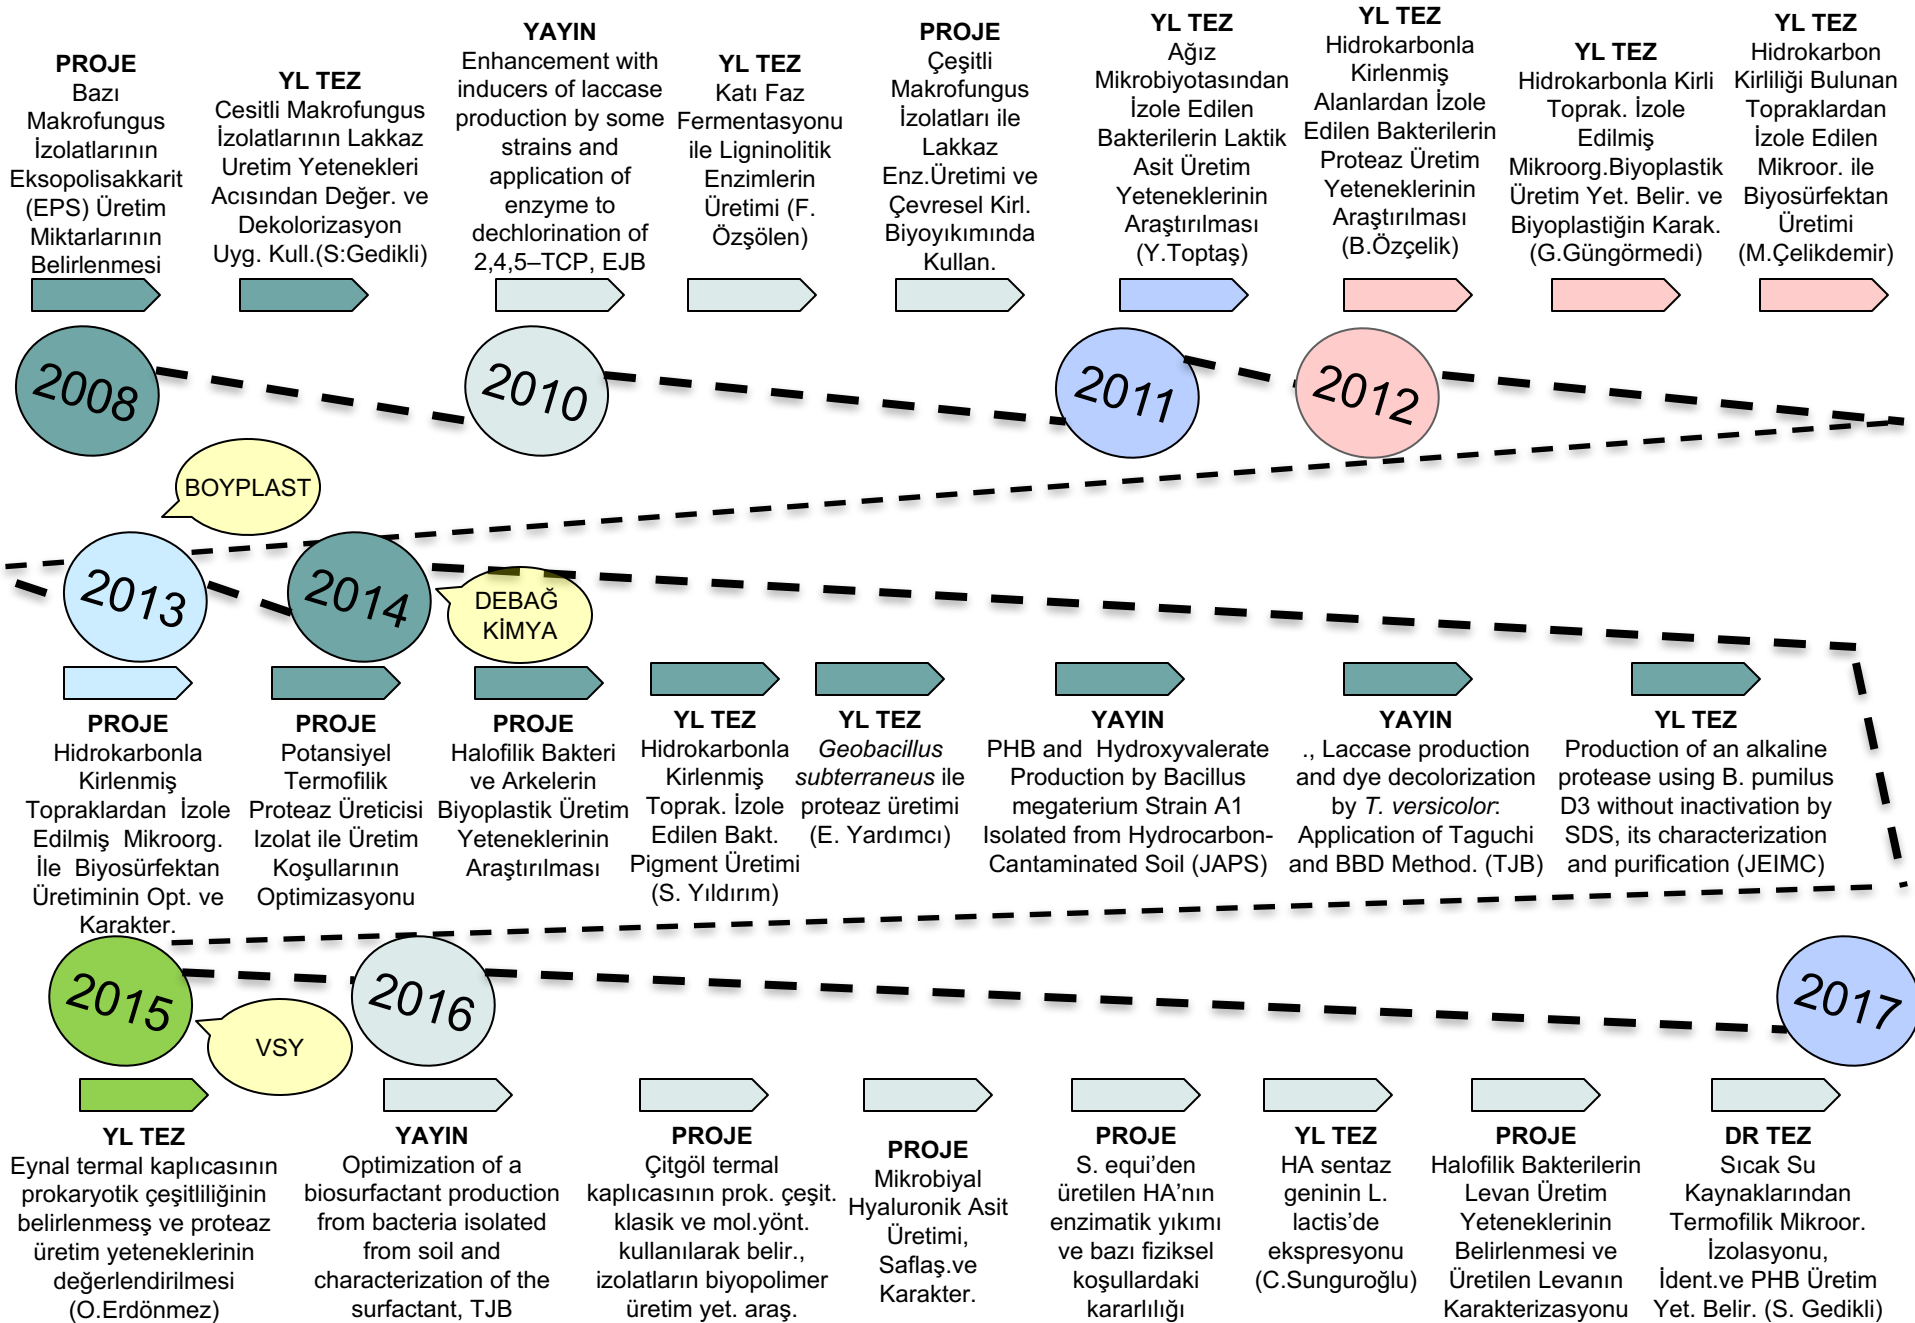 PROJE
Bazı
Makrofungus
İzolatlarının
Eksopolisakkarit
(EPS) Üretim
Miktarlarının
Belirlenmesi
YL TEZ
Cesitli Makrofungus
İzolatlarının Lakkaz
Uretim Yetenekleri
Acısından Değer. ve
Dekolorizasyon
Uyg. Kull.(S:Gedikli)
YAYIN
Enhancement with
inducers of laccase
production by some
strains and
application of
enzyme to
dechlorination of
2,4,5–TCP, EJB
YL TEZ
Katı Faz
Fermentasyonu
ile Ligninolitik
Enzimlerin
Üretimi (F.
Özşölen)
PROJE
Çeşitli
Makrofungus
İzolatları ile
Lakkaz
Enz.Üretimi ve
Çevresel Kirl.
Biyoyıkımında
Kullan.
YL TEZ
Ağız
Mikrobiyotasından
İzole Edilen
Bakterilerin Laktik
Asit Üretim
Yeteneklerinin
Araştırılması
(Y.Toptaş)
YL TEZ
Hidrokarbonla
Kirlenmiş
Alanlardan İzole
Edilen Bakterilerin
Proteaz Üretim
Yeteneklerinin
Araştırılması
(B.Özçelik)
YL TEZ
Hidrokarbonla Kirli
Toprak. İzole
Edilmiş
Mikroorg.Biyoplastik
Üretim Yet. Belir. ve
Biyoplastiğin Karak.
(G.Güngörmedi)
YL TEZ
Hidrokarbon
Kirliliği Bulunan
Topraklardan
İzole Edilen
Mikroor. ile
Biyosürfektan
Üretimi
(M.Çelikdemir)
2008
2010
2011
2012
BOYPLAST
2013
2014
DEBAĞ
KİMYA
PROJE
Hidrokarbonla
Kirlenmiş
Topraklardan İzole
Edilmiş Mikroorg.
İle Biyosürfektan
Üretiminin Opt. ve
Karakter.
PROJE
Potansiyel
Termofilik
Proteaz Üreticisi
Izolat ile Üretim
Koşullarının
Optimizasyonu
PROJE
Halofilik Bakteri
ve Arkelerin
Biyoplastik Üretim
Yeteneklerinin
Araştırılması
YL TEZ
Hidrokarbonla
Kirlenmiş
Toprak. İzole
Edilen Bakt.
Pigment Üretimi
(S. Yıldırım)
YL TEZ
Geobacillus
subterraneus ile
proteaz üretimi
(E. Yardımcı)
YAYIN
PHB and Hydroxyvalerate
Production by Bacillus
megaterium Strain A1
Isolated from Hydrocarbon-
Cantaminated Soil (JAPS)
YAYIN
., Laccase production
and dye decolorization
by T. versicolor:
Application of Taguchi
and BBD Method. (TJB)
YL TEZ
Production of an alkaline
protease using B. pumilus
D3 without inactivation by
SDS, its characterization
and purification (JEIMC)
2015
VSY
2016
2017
YL TEZ
Eynal termal kaplıcasının
prokaryotik çeşitliliğinin
belirlenmesş ve proteaz
üretim yeteneklerinin
değerlendirilmesi
(O.Erdönmez)
YAYIN
Optimization of a
biosurfactant production
from bacteria isolated
from soil and
characterization of the
surfactant, TJB
PROJE
Çitgöl termal
kaplıcasının prok. çeşit.
klasik ve mol.yönt.
kullanılarak belir.,
izolatların biyopolimer
üretim yet. araş.
PROJE
Mikrobiyal
Hyaluronik Asit
Üretimi,
Saflaş.ve
Karakter.
PROJE
S. equi’den
üretilen HA’nın
enzimatik yıkımı
ve bazı fiziksel
koşullardaki
kararlılığı
YL TEZ
HA sentaz
geninin L.
lactis’de
ekspresyonu
(C.Sunguroğlu)
PROJE
Halofilik Bakterilerin
Levan Üretim
Yeteneklerinin
Belirlenmesi ve
Üretilen Levanın
Karakterizasyonu
DR TEZ
Sıcak Su
Kaynaklarından
Termofilik Mikroor.
İzolasyonu,
İdent.ve PHB Üretim
Yet. Belir. (S. Gedikli)